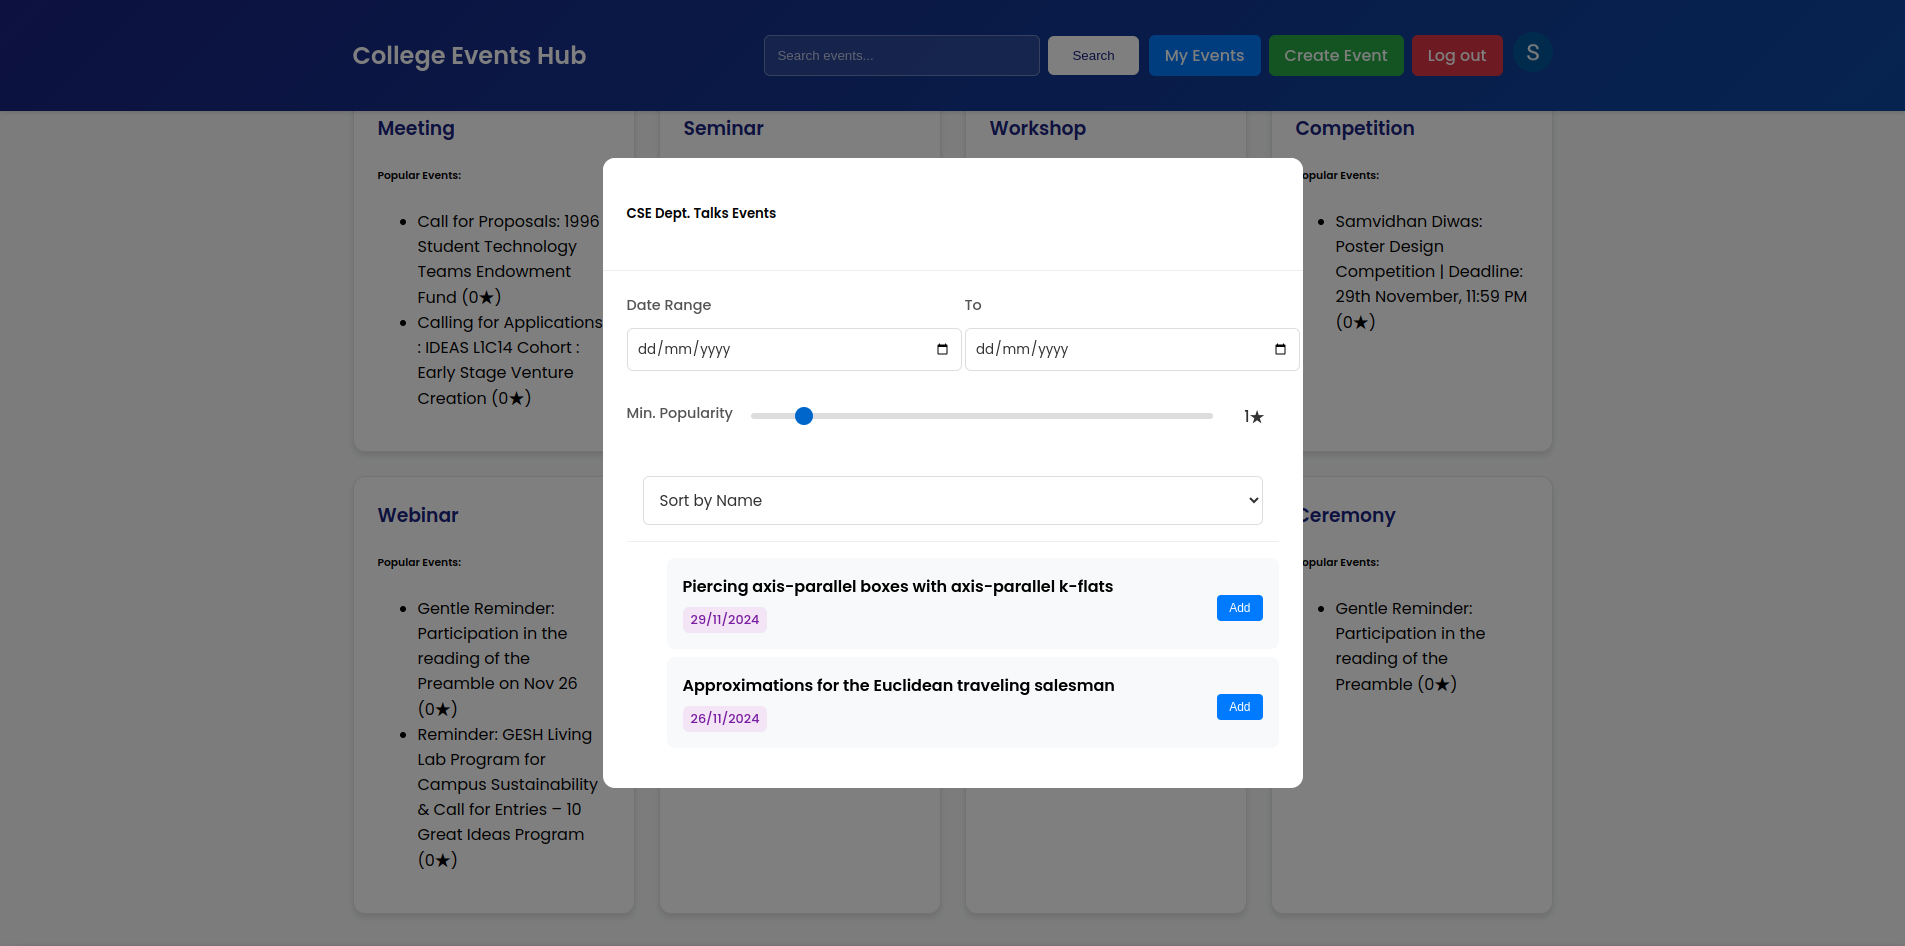 College Events Hub
Search events...
Search
My Events
Create Event
Log out
S
Meeting
Popular Events:
Call for Proposals: 1996
Student Technology
Teams Endowment
Fund (0★)
Calling for Applications
: IDEAS L1C14 Cohort :
Early Stage Venture
Creation (0★)
Seminar
Workshop
Competition
opular Events:
Samvidhan Diwas:
Poster Design
Competition | Deadline:
29th November, 11:59 PM
(0★)
CSE Dept. Talks Events
Date Range
To
dd/mm/yyyy
dd/mm/yyyy
Min. Popularity
1★
Sort by Name
Piercing axis-parallel boxes with axis-parallel k-flats
29/11/2024
Add
Approximations for the Euclidean traveling salesman
26/11/2024
Add
Webinar
Popular Events:
Gentle Reminder:
Participation in the
reading of the
Preamble on Nov 26
(0★)
Reminder: GESH Living
Lab Program for
Campus Sustainability
& Call for Entries – 10
Great Ideas Program
(0★)
Ceremony
opular Events:
Gentle Reminder:
Participation in the
reading of the
Preamble (0★)